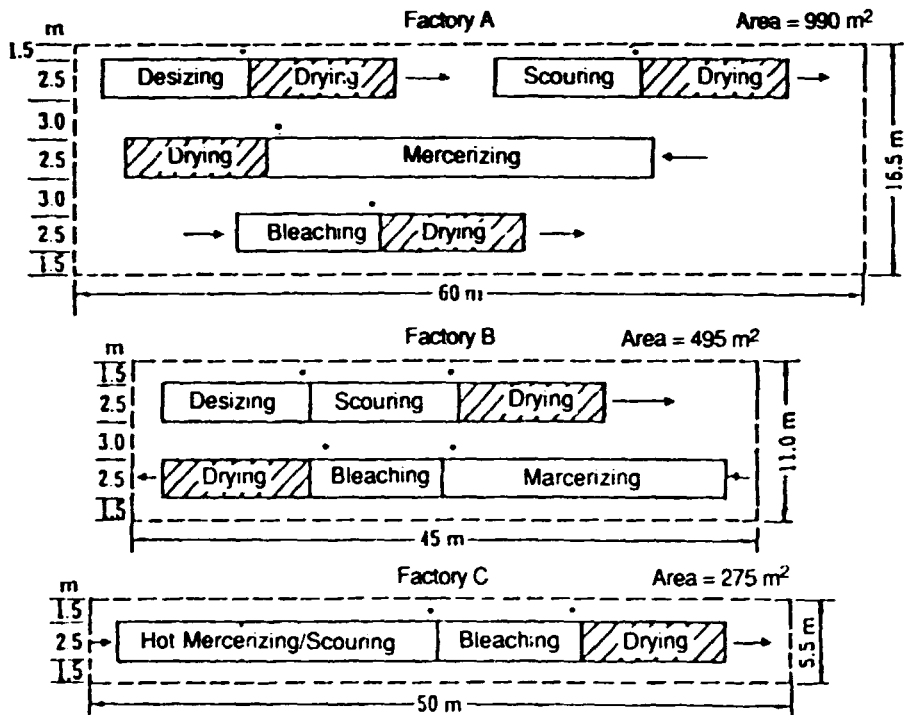 m Factory A Area = 990 m²
1.5
2.5 Desizing Drying Scouring Drying
3.0
2.5 Drying Mercerizing
3.0
2.5 Bleaching Drying
1.5
16.5 m
60 m
m Factory B Area = 495 m²
1.5
2.5 Desizing Scouring Drying
3.0
2.5 Drying Bleaching Marcerizing
1.5
11.0 m
45 m
m Factory C Area = 275 m²
1.5
2.5 Hot Mercerizing/Scouring Bleaching Drying
1.5
5.5 m
50 m